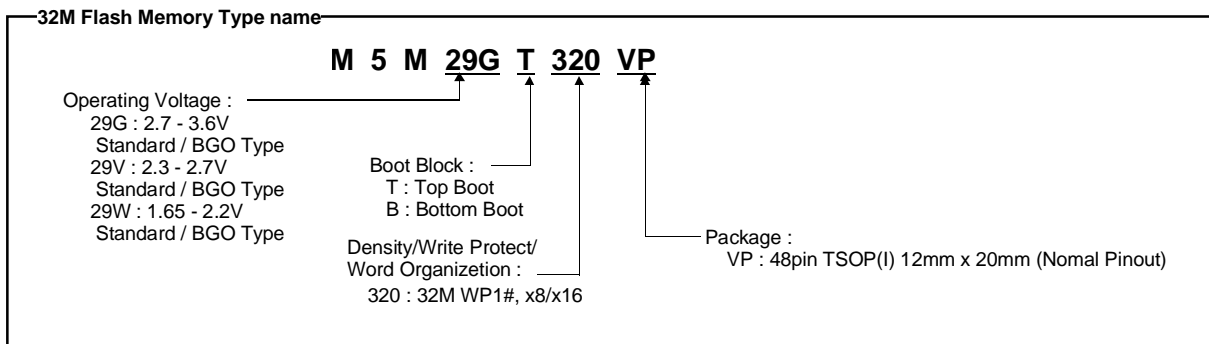 32M Flash Memory Type name
M 5 M 29G T 320 VP
Operating Voltage :
29G : 2.7 - 3.6V
Standard / BGO Type
29V : 2.3 - 2.7V
Standard / BGO Type
29W : 1.65 - 2.2V
Standard / BGO Type
Boot Block :
T : Top Boot
B : Bottom Boot
Density/Write Protect/
Word Organizetion :
320 : 32M WP1#, x8/x16
Package :
VP : 48pin TSOP(I) 12mm x 20mm (Nomal Pinout)